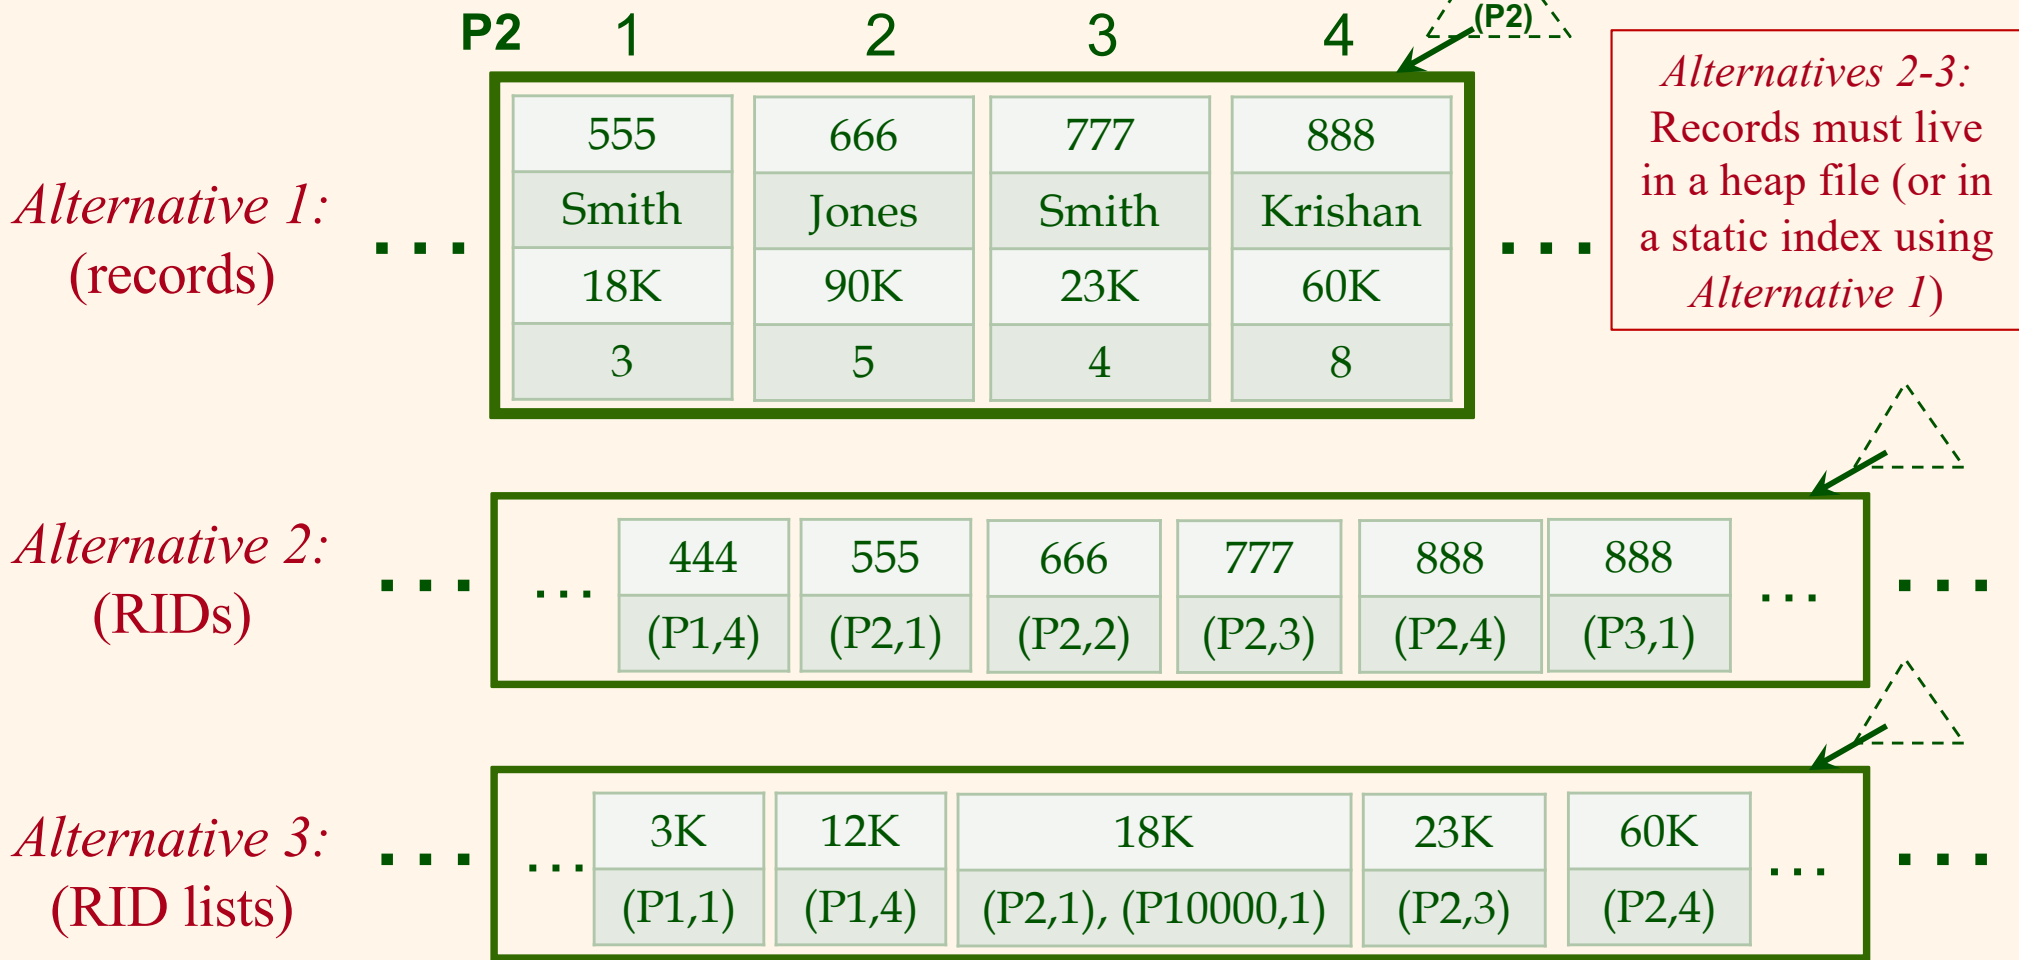 (P2)
P2 1 2 3 4
Alternative 1:
(records)
. . .
555 666 777 888
Smith Jones Smith Krishan
18K 90K 23K 60K
3 5 4 8
. . .
Alternatives 2-3:
Records must live
in a heap file (or in
a static index using
Alternative 1)
Alternative 2:
(RIDs)
. . .
... 444 555 666 777 888 888 ...
(P1,4) (P2,1) (P2,2) (P2,3) (P2,4) (P3,1)
. . .
Alternative 3:
(RID lists)
. . .
... 3K 12K 18K 23K 60K ...
(P1,1) (P1,4) (P2,1), (P10000,1) (P2,3) (P2,4)
. . .